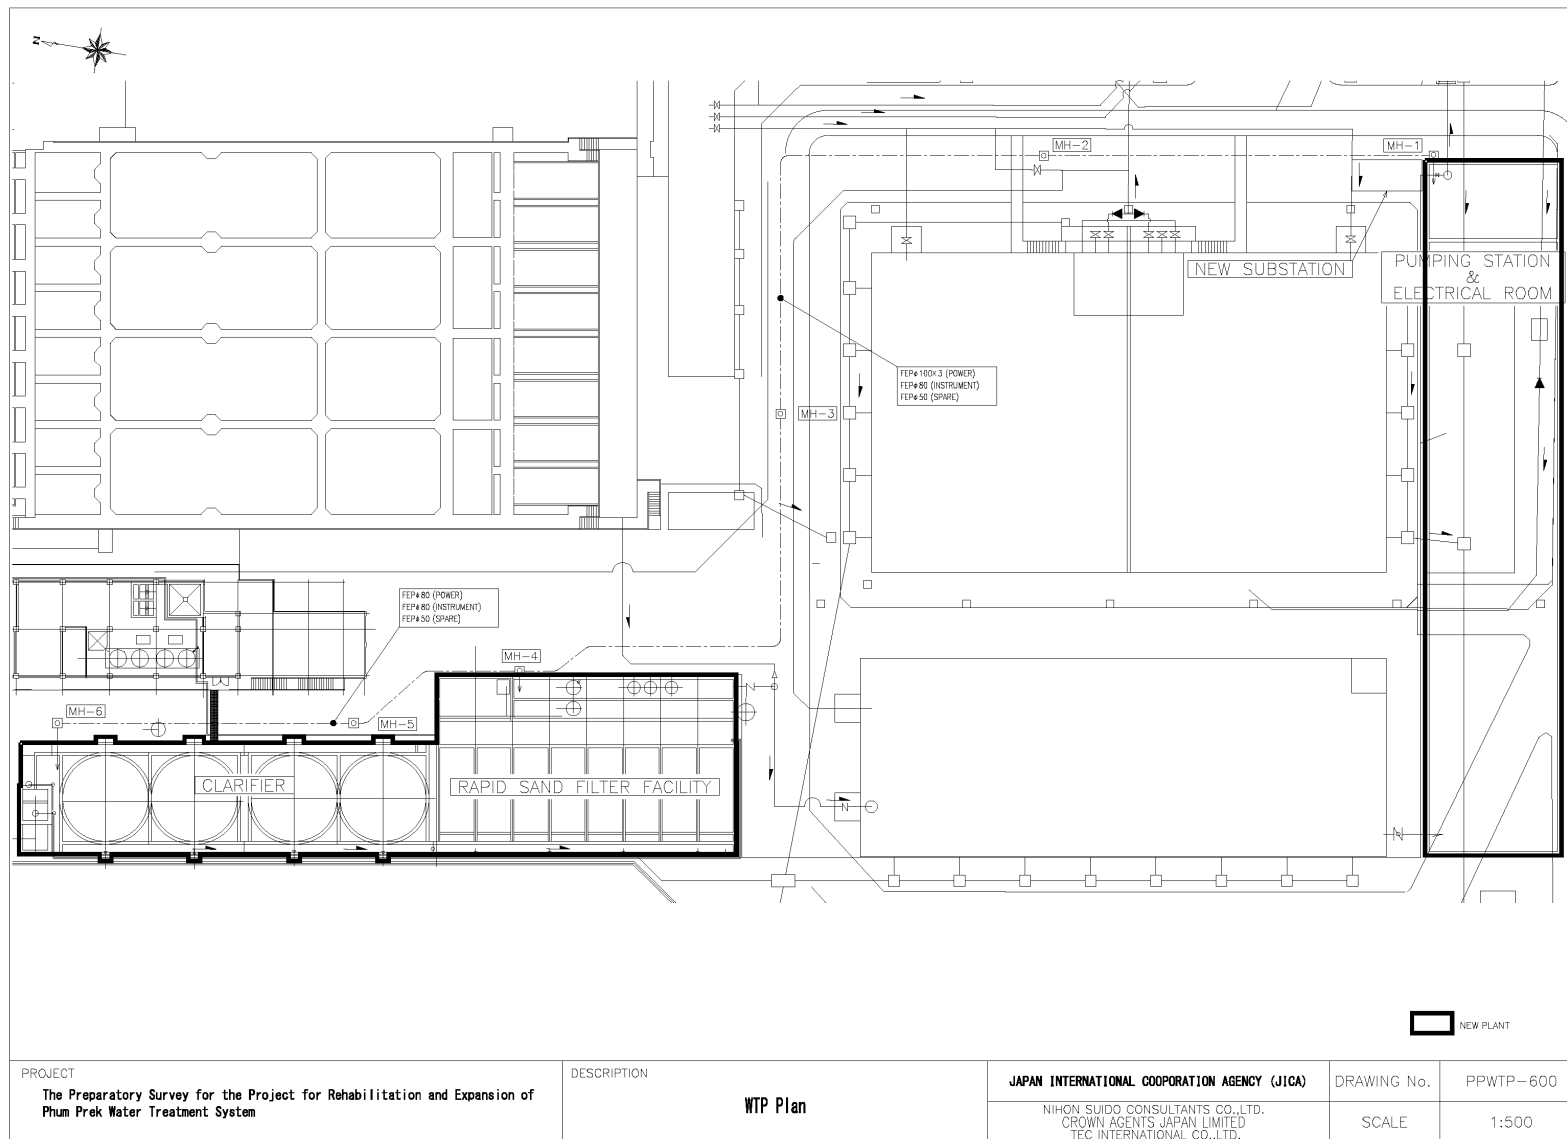 N
MH-2
MH-1
NEW SUBSTATION
PUMPING STATION
&
ELECTRICAL ROOM
FEPφ100×3 (POWER)
FEPφ80 (INSTRUMENT)
FEPφ50 (SPARE)
MH-3
FEPφ80 (POWER)
FEPφ80 (INSTRUMENT)
FEPφ50 (SPARE)
MH-4
MH-6
MH-5
CLARIFIER
RAPID SAND FILTER FACILITY
NEW PLANT
PROJECT
The Preparatory Survey for the Project for Rehabilitation and Expansion of
Phum Prek Water Treatment System
DESCRIPTION
WTP Plan
JAPAN INTERNATIONAL COOPORATION AGENCY (JICA)
NIHON SUIDO CONSULTANTS CO.,LTD.
CROWN AGENTS JAPAN LIMITED
TEC INTERNATIONAL CO.,LTD.
DRAWING No.
PPWTP-600
SCALE
1:500